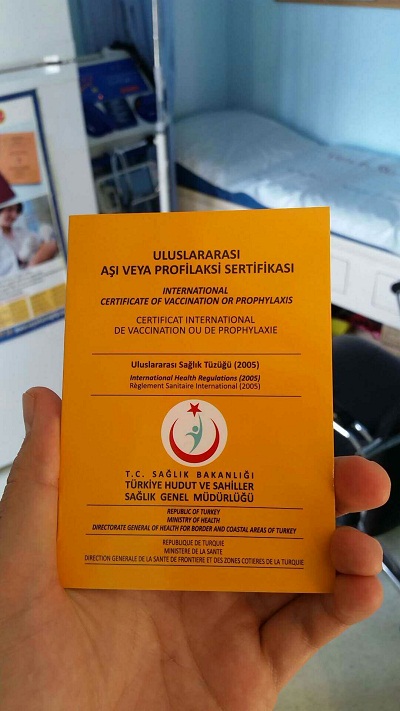 ULUSLARARASI
AŞI VEYA PROFİLAKSİ SERTİFİKASI
INTERNATIONAL
CERTIFICATE OF VACCINATION OR PROPHYLAXIS
CERTIFICAT INTERNATIONAL
DE VACCINATION OU DE PROPHYLAXIE
Uluslararası Sağlık Tüzüğü (2005)
International Health Regulations (2005)
Règlement Sanitaire International (2005)
T.C. SAĞLIK BAKANLIĞI
TÜRKİYE HUDUT VE SAHİLLER
SAĞLIK GENEL MÜDÜRLÜĞÜ
REPUBLIC OF TURKEY
MINISTRY OF HEALTH
DIRECTORATE GENERAL OF HEALTH FOR BORDER AND COASTAL AREAS OF TURKEY
REPUBLIQUE DE TURQUIE
MINISTERE DE LA SANTE
DIRECTION GENERALE DE LA SANTE DE FRONTIERE ET DES ZONES COTIERES DE LA TURQUIE